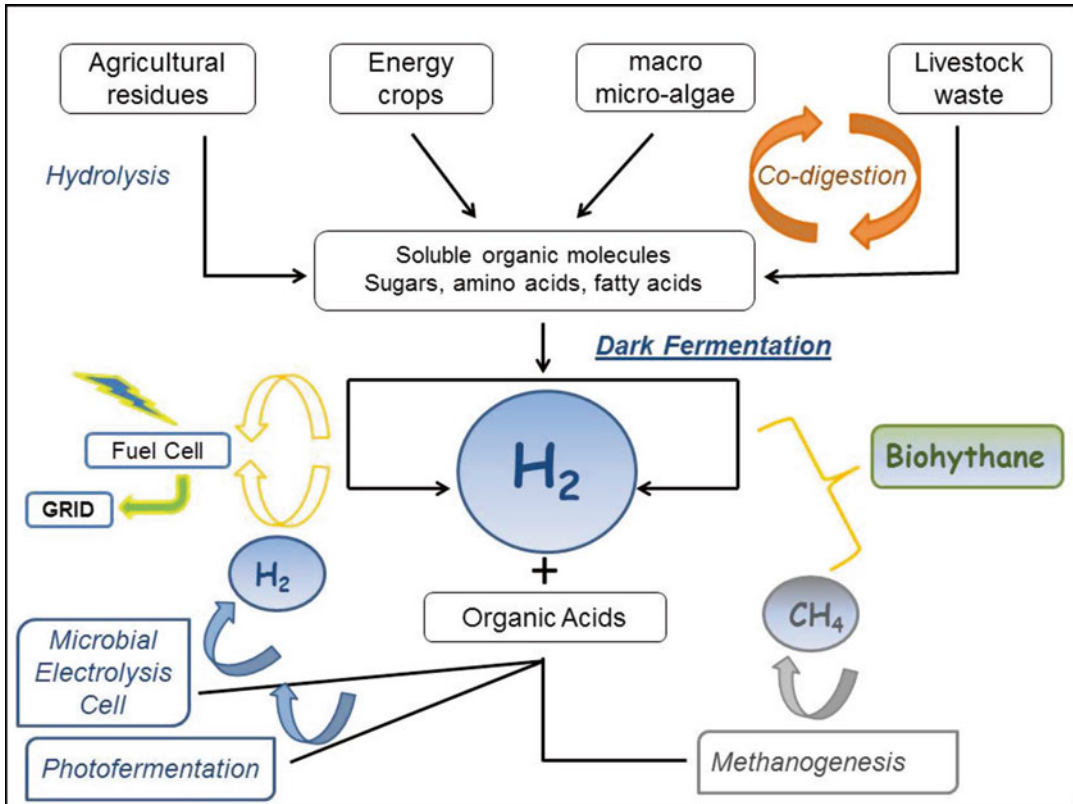 Agricultural
residues
Energy
crops
macro
micro-algae
Livestock
waste
Hydrolysis
Co-digestion
Soluble organic molecules
Sugars, amino acids, fatty acids
Dark Fermentation
Fuel Cell
GRID
H₂
Biohythane
H₂
+
Organic Acids
CH₄
Microbial
Electrolysis
Cell
Photofermentation
Methanogenesis